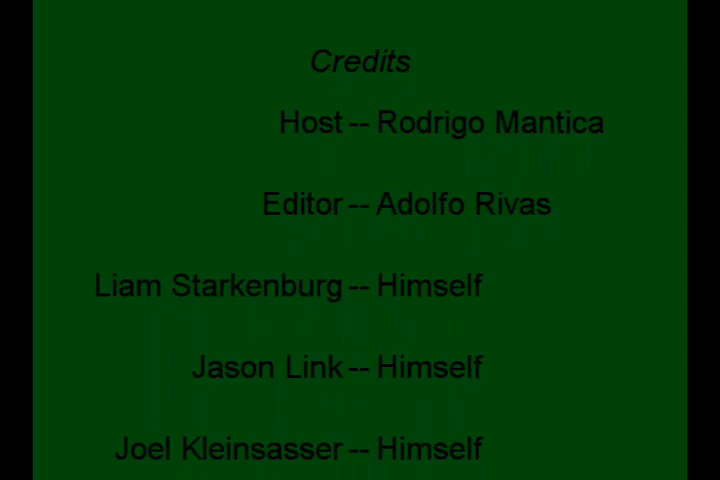 Credits
Host -- Rodrigo Mantica
Editor -- Adolfo Rivas
Liam Starkenburg -- Himself
Jason Link -- Himself
Joel Kleinsasser -- Himself